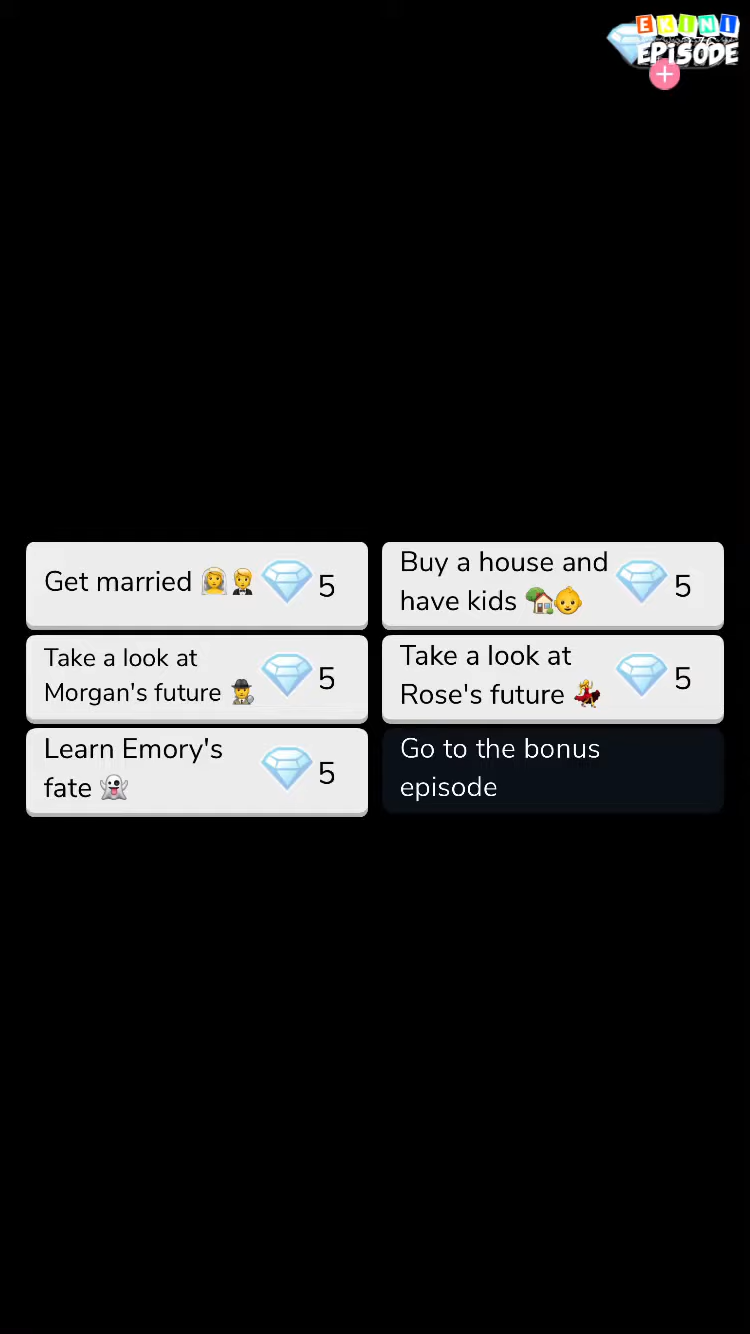 EKINI
EPISODE
Get married 5
Buy a house and
have kids 5
Take a look at
Morgan's future 5
Take a look at
Rose's future 5
Learn Emory's
fate 5
Go to the bonus
episode